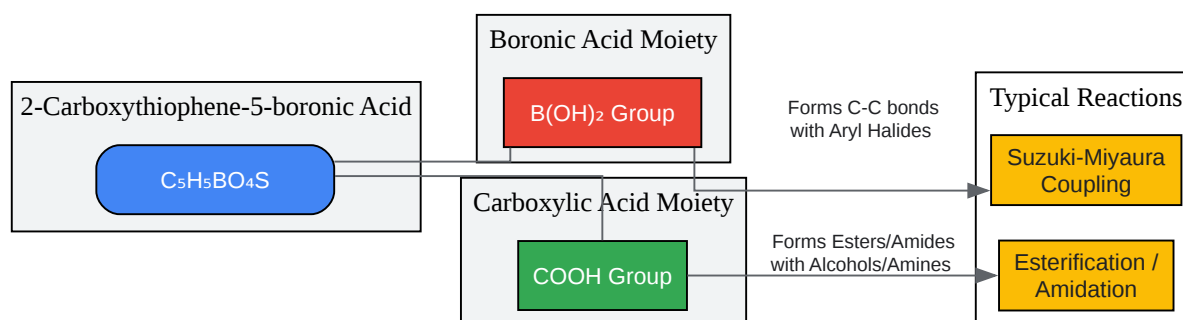 2-Carboxythiophene-5-boronic Acid
C₅H₅BO₄S
Boronic Acid Moiety
B(OH)₂ Group
Carboxylic Acid Moiety
COOH Group
Forms C-C bonds
with Aryl Halides
Forms Esters/Amides
with Alcohols/Amines
Typical Reactions
Suzuki-Miyaura
Coupling
Esterification /
Amidation